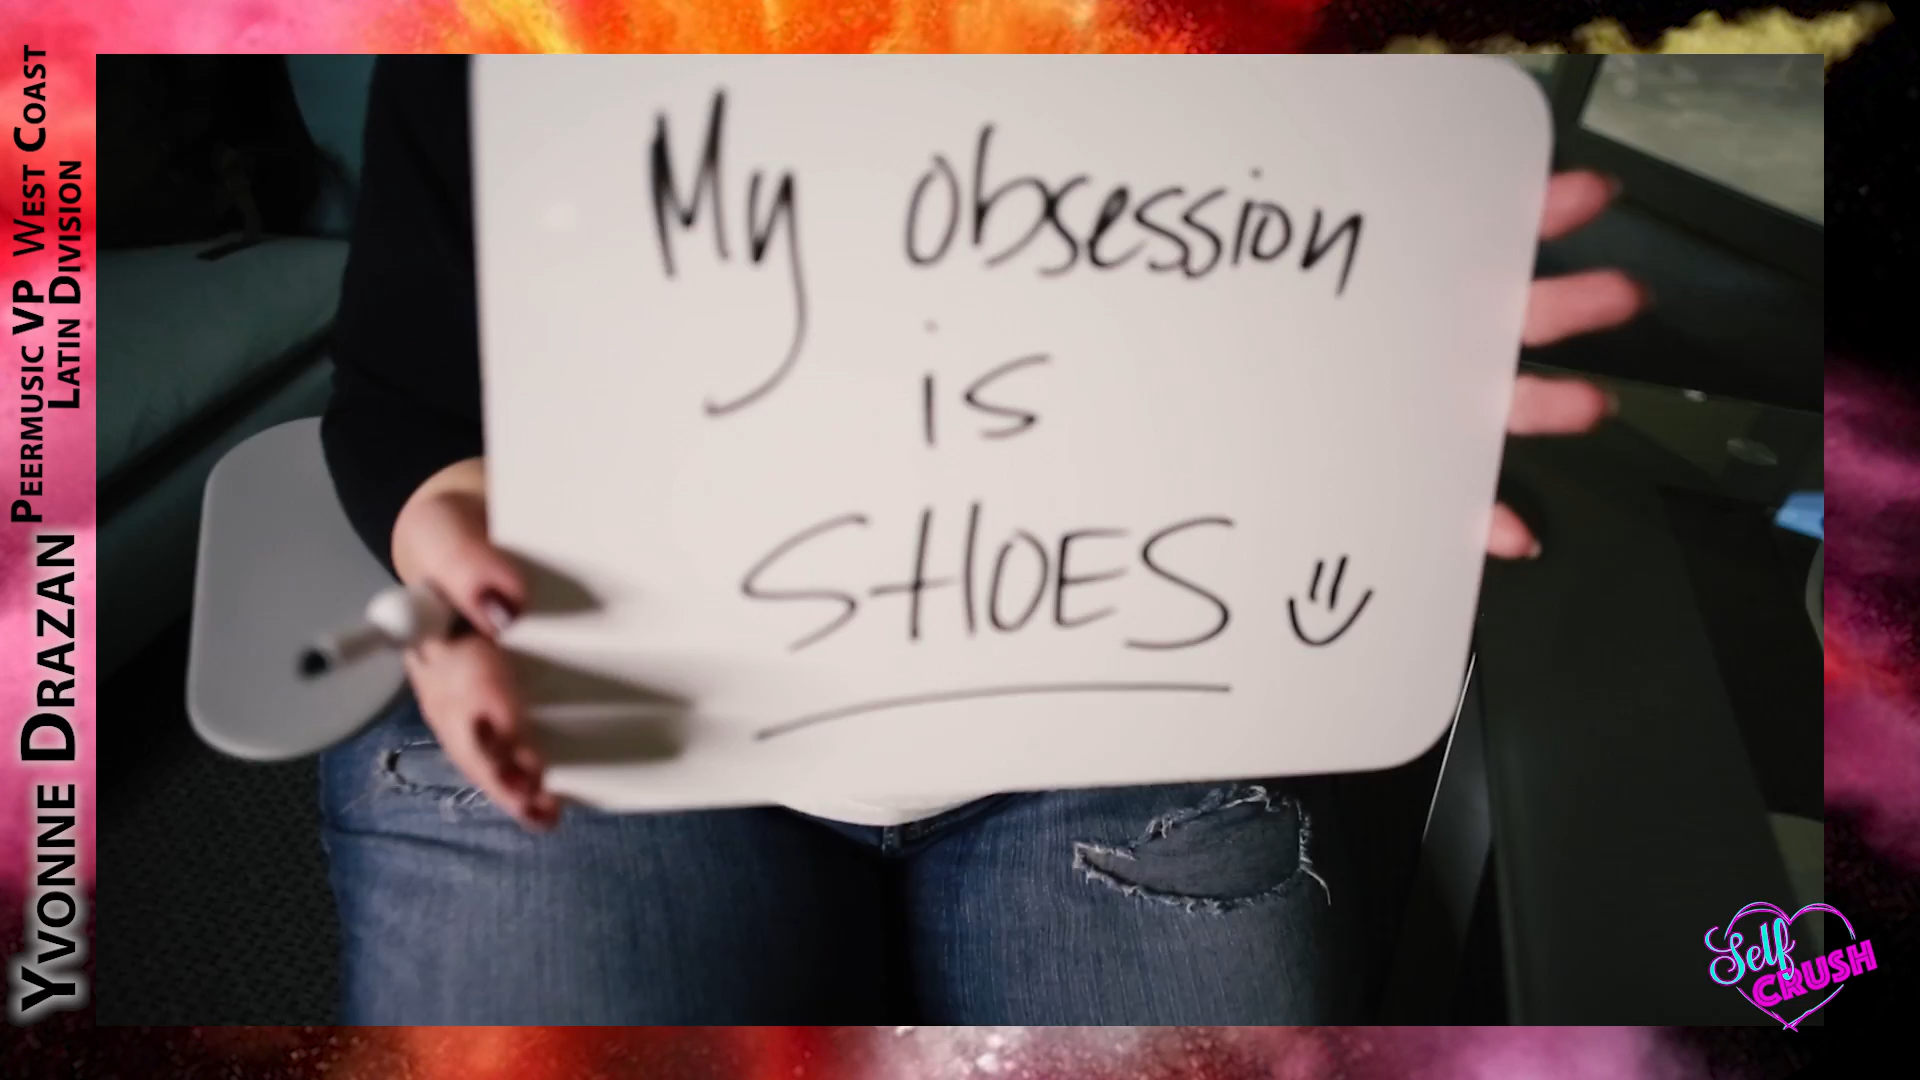 My obsession
is
SHOES
Yvonne Drazan Peermusic VP West Coast
Latin Division
Self
CRUSH